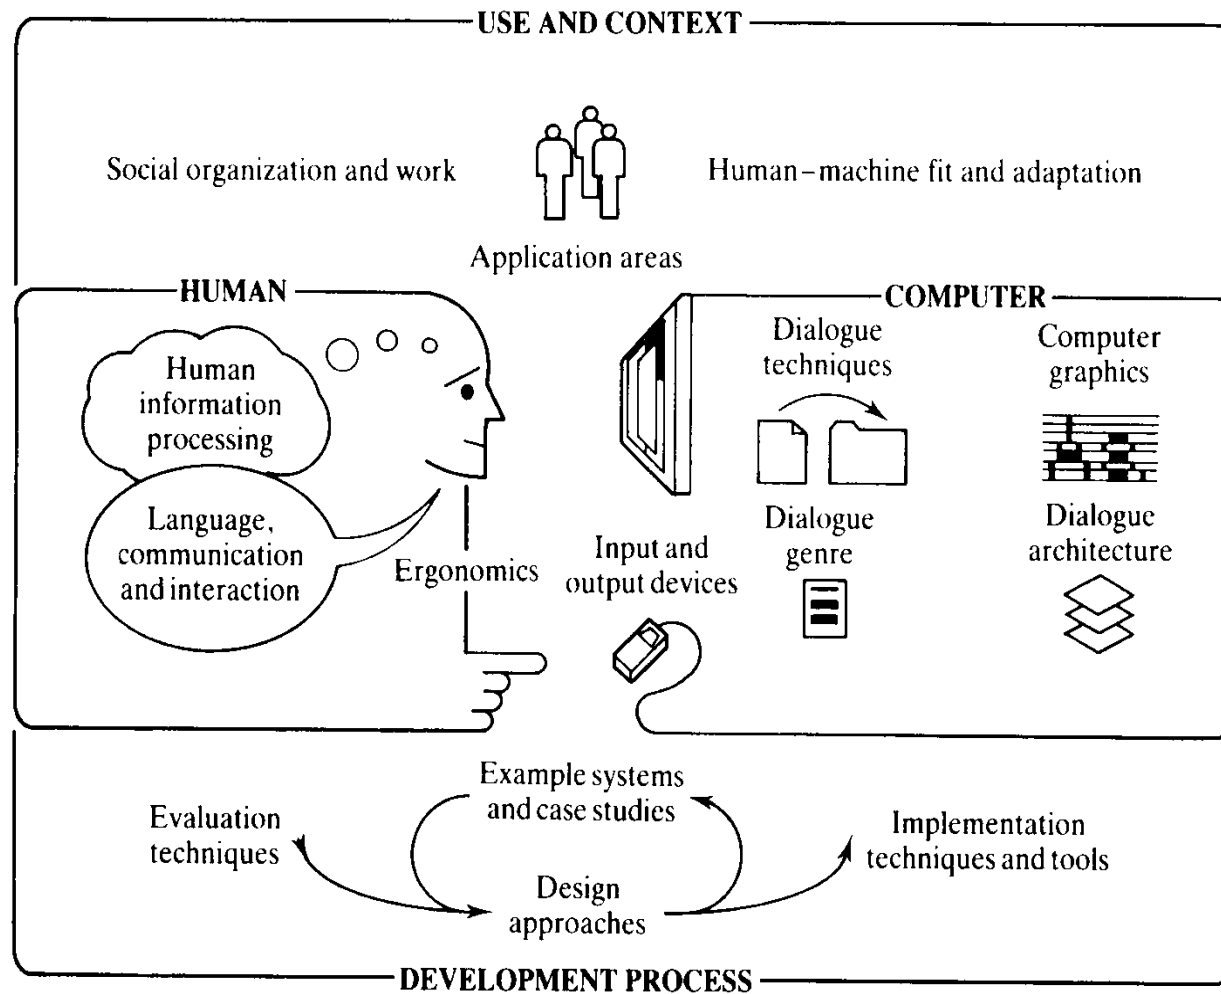 USE AND CONTEXT
Social organization and work
Human–machine fit and adaptation
Application areas
HUMAN
COMPUTER
Human
information
processing
Language,
communication
and interaction
Ergonomics
Input and
output devices
Dialogue
techniques
Computer
graphics
Dialogue
genre
Dialogue
architecture
Example systems
and case studies
Evaluation
techniques
Implementation
techniques and tools
Design
approaches
DEVELOPMENT PROCESS